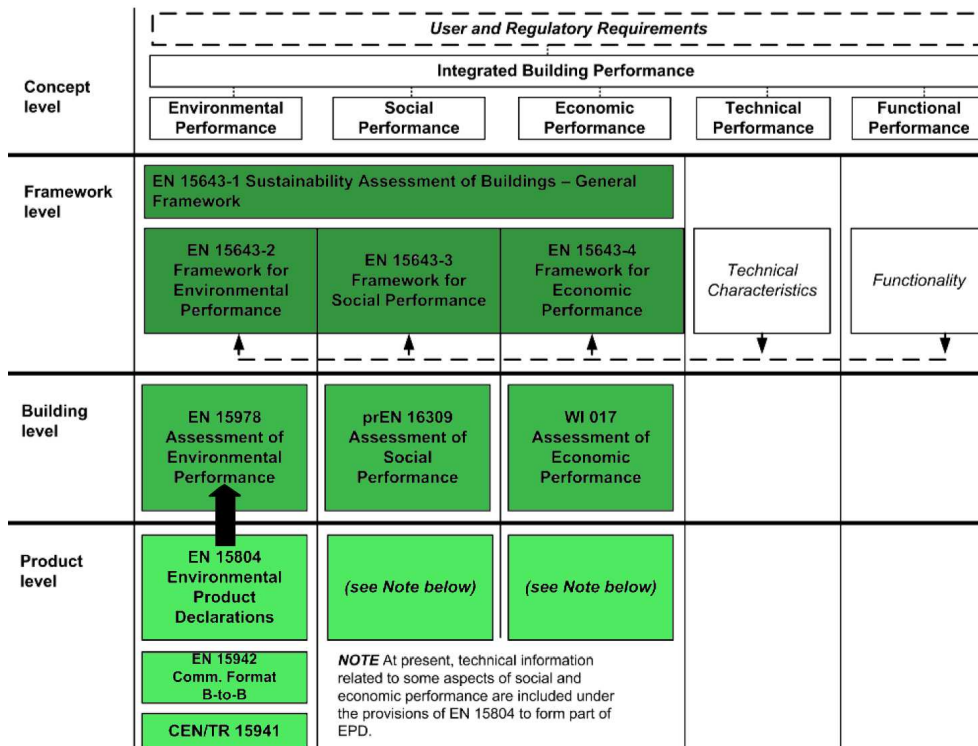 User and Regulatory Requirements
Integrated Building Performance
Concept
level
Environmental
Performance
Social
Performance
Economic
Performance
Technical
Performance
Functional
Performance
Framework
level
EN 15643-1 Sustainability Assessment of Buildings – General
Framework
EN 15643-2
Framework for
Environmental
Performance
EN 15643-3
Framework for
Social Performance
EN 15643-4
Framework for
Economic
Performance
Technical
Characteristics
Functionality
Building
level
EN 15978
Assessment of
Environmental
Performance
prEN 16309
Assessment of
Social
Performance
WI 017
Assessment of
Economic
Performance
Product
level
EN 15804
Environmental
Product
Declarations
(see Note below)
(see Note below)
EN 15942
Comm. Format
B-to-B
CEN/TR 15941
NOTE At present, technical information
related to some aspects of social and
economic performance are included under
the provisions of EN 15804 to form part of
EPD.